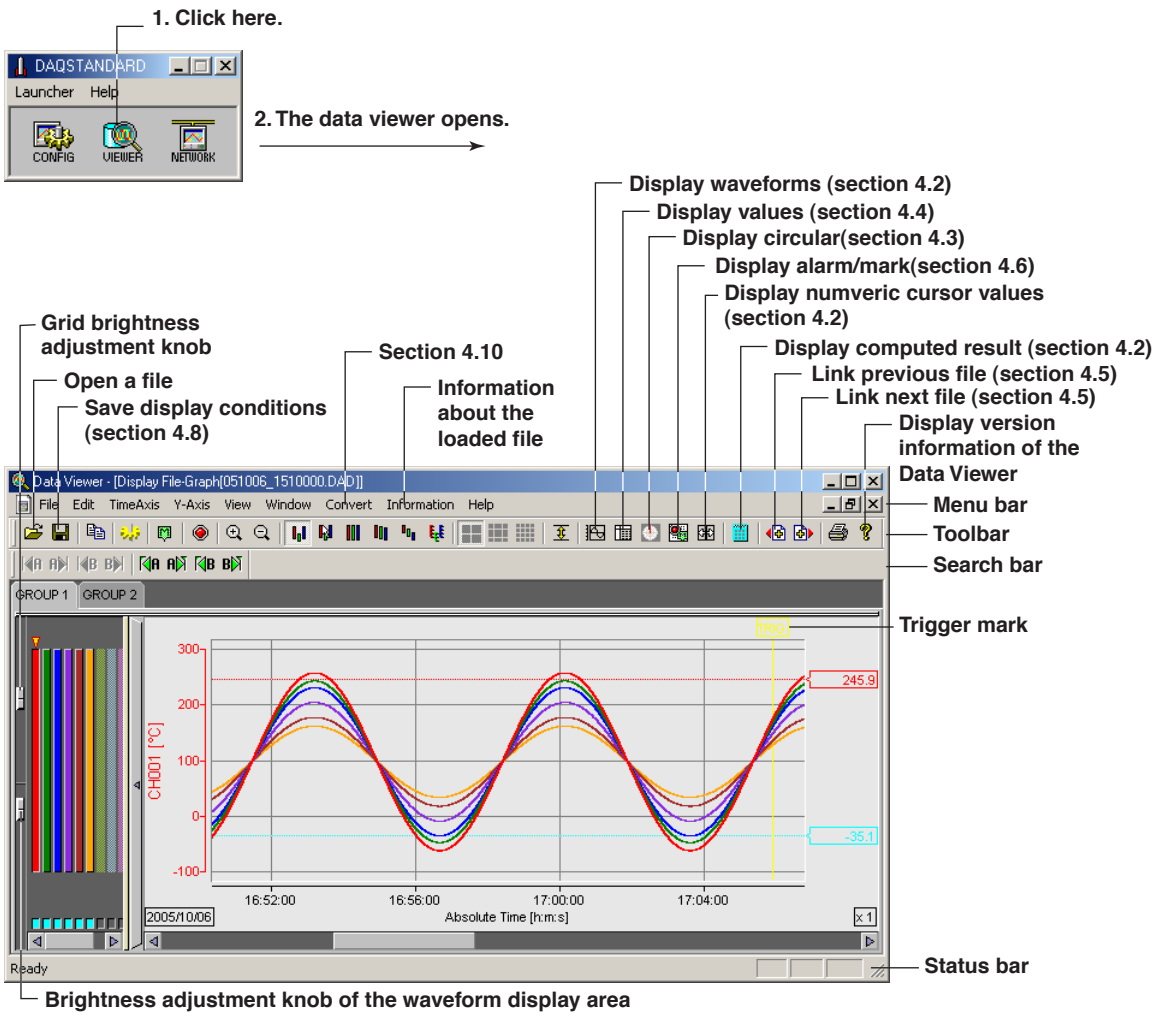 1. Click here.
DAQSTANDARD
Launcher Help
CONFIG VIEWER NETWORK
2. The data viewer opens.
Display waveforms (section 4.2)
Display values (section 4.4)
Display circular(section 4.3)
Display alarm/mark(section 4.6)
Display numveric cursor values
(section 4.2)
Display computed result (section 4.2)
Link previous file (section 4.5)
Link next file (section 4.5)
Display version
information of the
Data Viewer
Grid brightness
adjustment knob
Open a file
Save display conditions
(section 4.8)
Section 4.10
Information
about the
loaded file
Data Viewer - [Display File-Graph[051006_1510000.DAD]]
File Edit TimeAxis Y-Axis View Window Convert Information Help
Menu bar
Toolbar
A A B B A A B B
Search bar
GROUP 1 GROUP 2
TRIG
Trigger mark
300
200
100
0
-100
CH001 [°C]
245.9
-35.1
16:52:00 16:56:00 17:00:00 17:04:00
2005/10/06 Absolute Time [h:m:s] x 1
Ready
Status bar
Brightness adjustment knob of the waveform display area